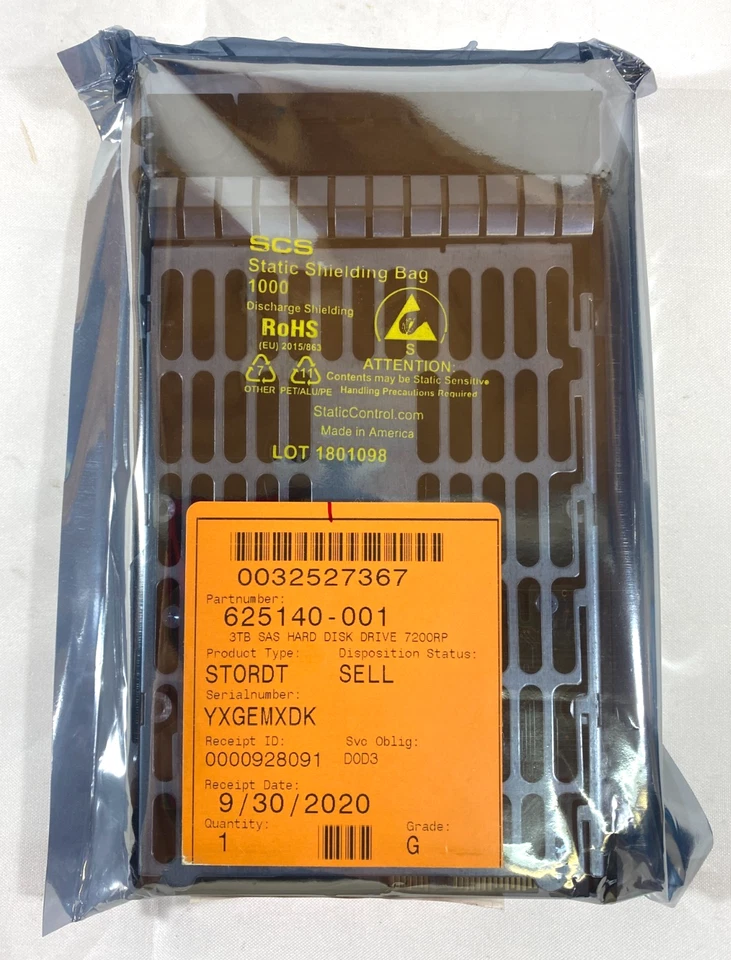 SCS
Static Shielding Bag
1000
Discharge Shielding
RoHS
(EU) 2015/863
S
7
11
OTHER PET/ALU/PE
ATTENTION:
Contents may be Static Sensitive
Handling Precautions Required
StaticControl.com
Made in America
LOT 1801098
0032527367
Partnumber:
625140-001
3TB SAS HARD DISK DRIVE 7200RP
Product Type: Disposition Status:
STORDT SELL
Serialnumber:
YXGEMXDK
Receipt ID: Svc Oblig:
0000928091 DOD3
Receipt Date:
9/30/2020
Quantity: Grade:
1 G